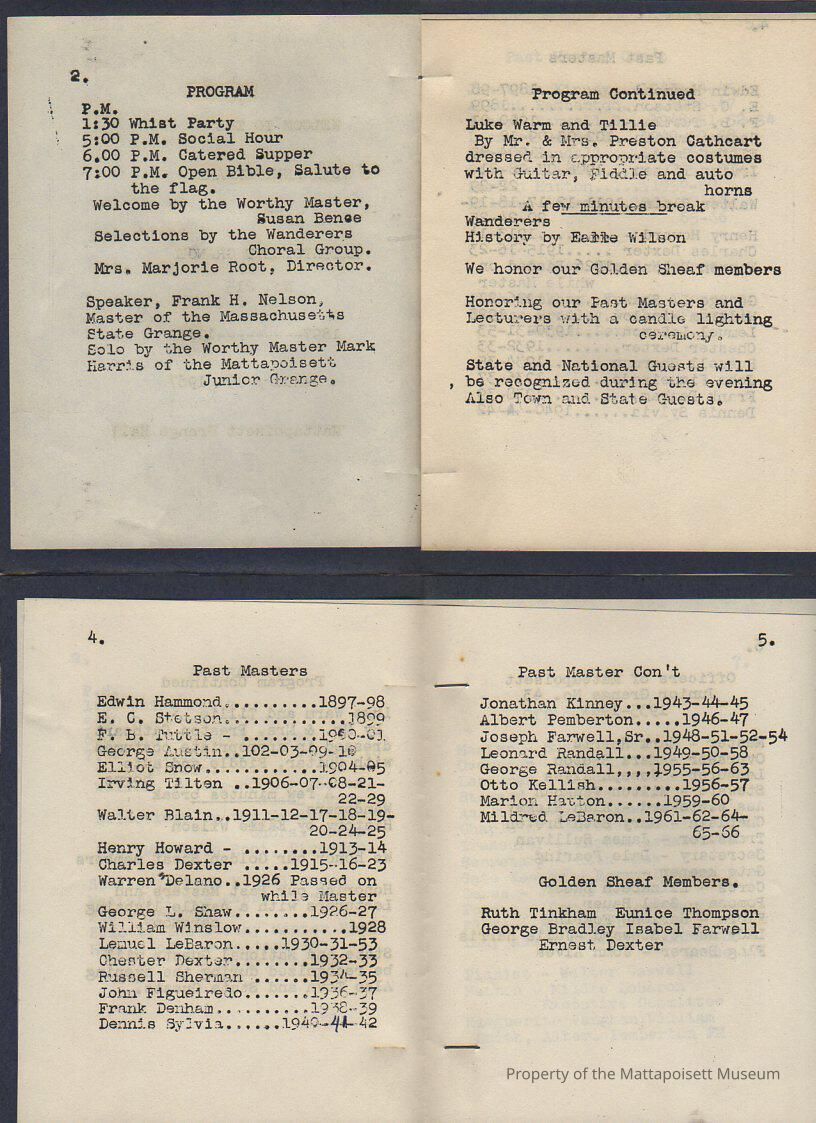 2.
PROGRAM
P.M.
1:30 Whist Party
5:00 P.M. Social Hour
6.00 P.M. Catered Supper
7:00 P.M. Open Bible, Salute to
the flag.
Welcome by the Worthy Master,
Susan Bence
Selections by the Wanderers
Choral Group.
Mrs. Marjorie Root, Director.
Speaker, Frank H. Nelson,
Master of the Massachusetts
State Grange.
Solo by the Worthy Master Mark
Harris of the Mattapoisett
Junior Grange.
Program Continued
Luke Warm and Tillie
By Mr. & Mrs. Preston Cathcart
dressed in appropriate costumes
with Guitar, Fiddle and auto
horns
A few minutes break
Wanderers
History by Wilson
We honor our Golden Sheaf members
Honoring our Past Masters and
Lecturers with a candle lighting
ceremony.
State and National Guests will
be recognized during the evening
Also Town and State Guests.
4.
Past Masters
Edwin Hammond..........1897-98
E. C. Stetson..............1899
F. B. Tuttle - .........1900-01
George Austin..102-03-09-10
Elliot Snow............1904-05
Irving Tilten ..1906-07-08-21-
22-29
Walter Blain..1911-12-17-18-19-
20-24-25
Henry Howard - ........1913-14
Charles Dexter .....1915-16-23
Warren Delano..1926 Passed on
while Master
George L. Shaw........1926-27
William Winslow...........1928
Lemuel LeBaron.....1930-31-53
Chester Dexter........1932-33
Russell Sherman ......1934-35
John Figueiredo.......1936-37
Frank Denham..........1938-39
Dennis Sylvia......1940-41-42
5.
Past Master Con't
Jonathan Kinney...1943-44-45
Albert Pemberton.....1946-47
Joseph Farwell,Sr..1948-51-52-54
Leonard Randall...1949-50-58
George Randall,,,,1955-56-63
Otto Kellish.........1956-57
Marion Hatton......1959-60
Mildred LeBaron..1961-62-64-
65-66
Golden Sheaf Members.
Ruth Tinkham Eunice Thompson
George Bradley Isabel Farwell
Ernest Dexter
Property of the Mattapoisett Museum